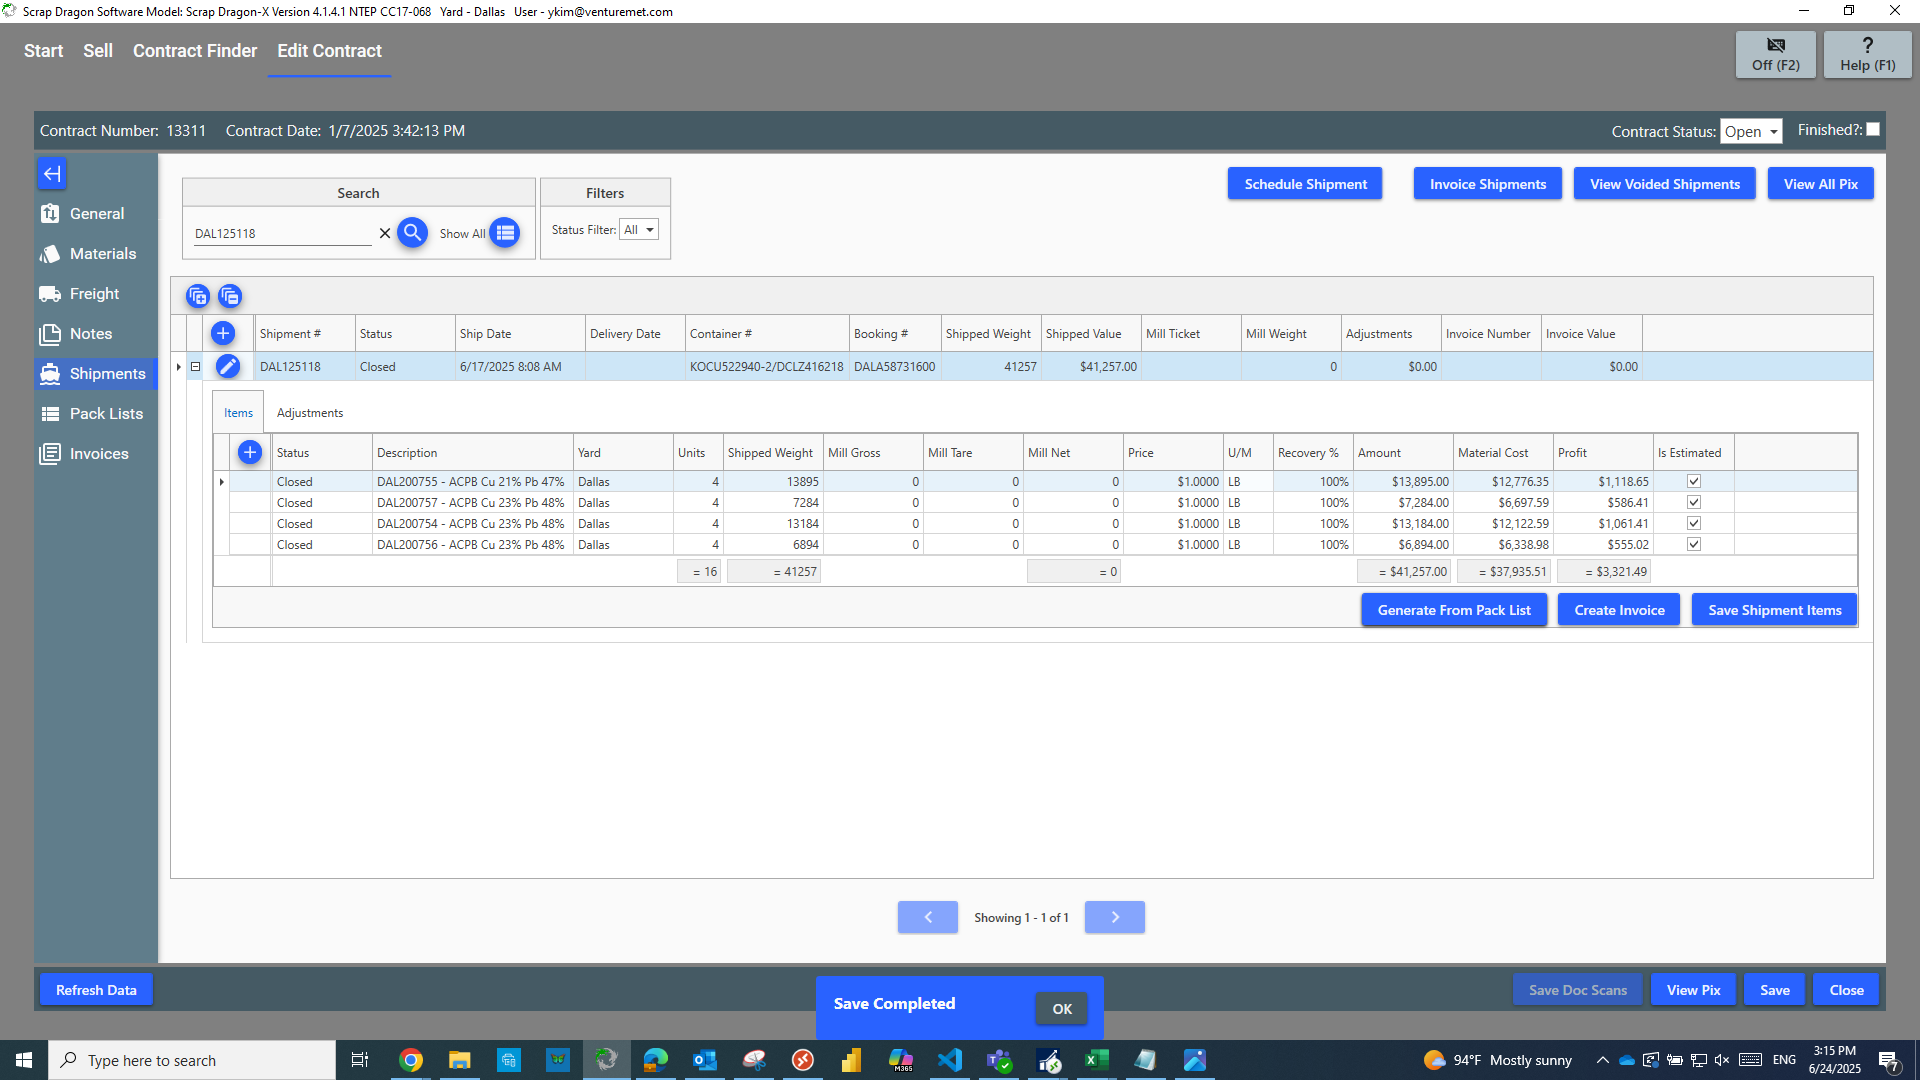 Scrap Dragon Software Model: Scrap Dragon-X Version 4.1.4.1 NTEP CC17-068   Yard - Dallas   User - ykim@venturemet.com
Start Sell Contract Finder Edit Contract
Off (F2)
? Help (F1)
Contract Number: 13311 Contract Date: 1/7/2025 3:42:13 PM Contract Status: Open Finished?:
General
Materials
Freight
Notes
Shipments
Pack Lists
Invoices
Search
DAL125118
Show All
Filters
Status Filter: All
Schedule Shipment Invoice Shipments View Voided Shipments View All Pix
Shipment # Status Ship Date Delivery Date Container # Booking # Shipped Weight Shipped Value Mill Ticket Mill Weight Adjustments Invoice Number Invoice Value
DAL125118 Closed 6/17/2025 8:08 AM KOCU522940-2/DCLZ416218 DALA58731600 41257 $41,257.00 0 $0.00 $0.00
Items Adjustments
Status Description Yard Units Shipped Weight Mill Gross Mill Tare Mill Net Price U/M Recovery % Amount Material Cost Profit Is Estimated
Closed DAL200755 - ACPB Cu 21% Pb 47% Dallas 4 13895 0 0 0 $1.0000 LB 100% $13,895.00 $12,776.35 $1,118.65
Closed DAL200757 - ACPB Cu 23% Pb 48% Dallas 4 7284 0 0 0 $1.0000 LB 100% $7,284.00 $6,697.59 $586.41
Closed DAL200754 - ACPB Cu 23% Pb 48% Dallas 4 13184 0 0 0 $1.0000 LB 100% $13,184.00 $12,122.59 $1,061.41
Closed DAL200756 - ACPB Cu 23% Pb 48% Dallas 4 6894 0 0 0 $1.0000 LB 100% $6,894.00 $6,338.98 $555.02
= 16 = 41257 = 0 = $41,257.00 = $37,935.51 = $3,321.49
Generate From Pack List Create Invoice Save Shipment Items
Showing 1 - 1 of 1
Refresh Data
Save Completed OK
Save Doc Scans View Pix Save Close
Type here to search
M365
94°F Mostly sunny
ENG
3:15 PM
6/24/2025
7